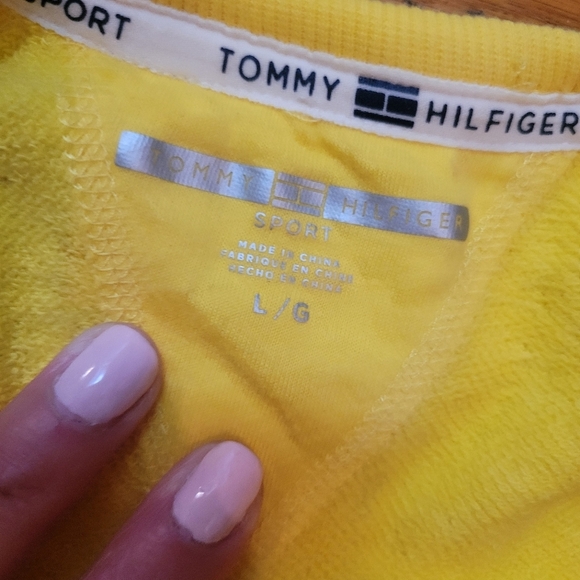 SPORT TOMMY HILFIGER
TOMMY HILFIGER
SPORT
MADE IN CHINA
FABRIQUÉ EN CHINE
HECHO EN CHINA
L/G